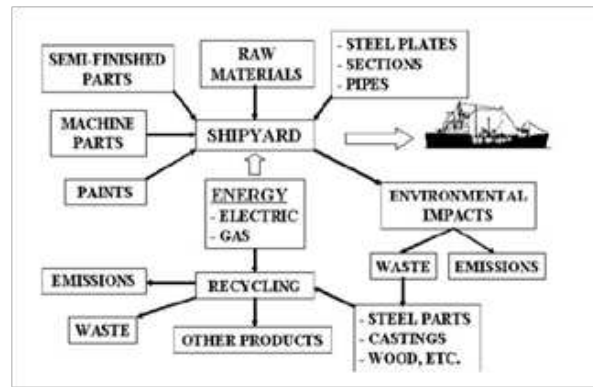 SEMI-FINISHED
PARTS
RAW
MATERIALS
- STEEL PLATES
- SECTIONS
- PIPES
MACHINE
PARTS
SHIPYARD
PAINTS
ENERGY
- ELECTRIC
- GAS
ENVIRONMENTAL
IMPACTS
WASTE
EMISSIONS
EMISSIONS
RECYCLING
WASTE
OTHER PRODUCTS
- STEEL PARTS
- CASTINGS
- WOOD, ETC.